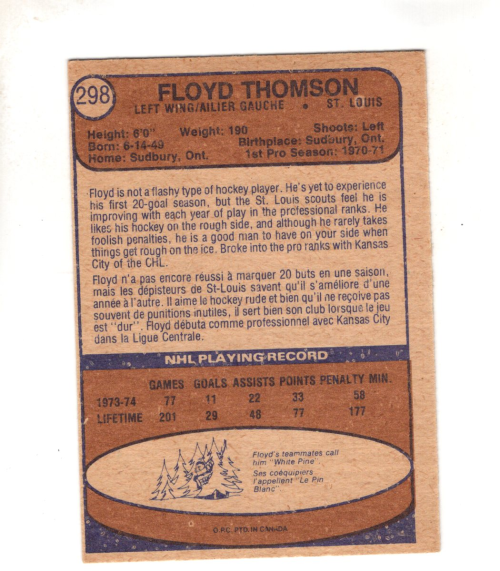 298
FLOYD THOMSON
LEFT WING/AILIER GAUCHE • ST. LOUIS
Height: 6'0" Weight: 190 Shoots: Left
Born: 6-14-49 Birthplace: Sudbury, Ont.
Home: Sudbury, Ont. 1st Pro Season: 1970-71
Floyd is not a flashy type of hockey player. He's yet to experience
his first 20-goal season, but the St. Louis scouts feel he is
improving with each year of play in the professional ranks. He
likes his hockey on the rough side, and although he rarely takes
foolish penalties, he is a good man to have on your side when
things get rough on the ice. Broke into the pro ranks with Kansas
City of the CHL.
Floyd n'a pas encore réussi à marquer 20 buts en une saison,
mais les dépisteurs de St-Louis savant qu'il s'améliore d'une
année à l'autre. Il aime le hockey rude et bien qu'il ne reçoive pas
souvent de punitions inutiles, il sert bien son club lorsque le jeu
est "dur". Floyd débuta comme professionnel avec Kansas City
dans la Ligue Centrale.
NHL PLAYING RECORD
GAMES GOALS ASSISTS POINTS PENALTY MIN.
1973-74 77 11 22 33 58
LIFETIME 201 29 48 77 177
Floyd's teammates call
him "White Pine".
Ses coéquipiers
l'appellent "Le Pin
Blanc"
O.P.C. PTD. IN CANADA